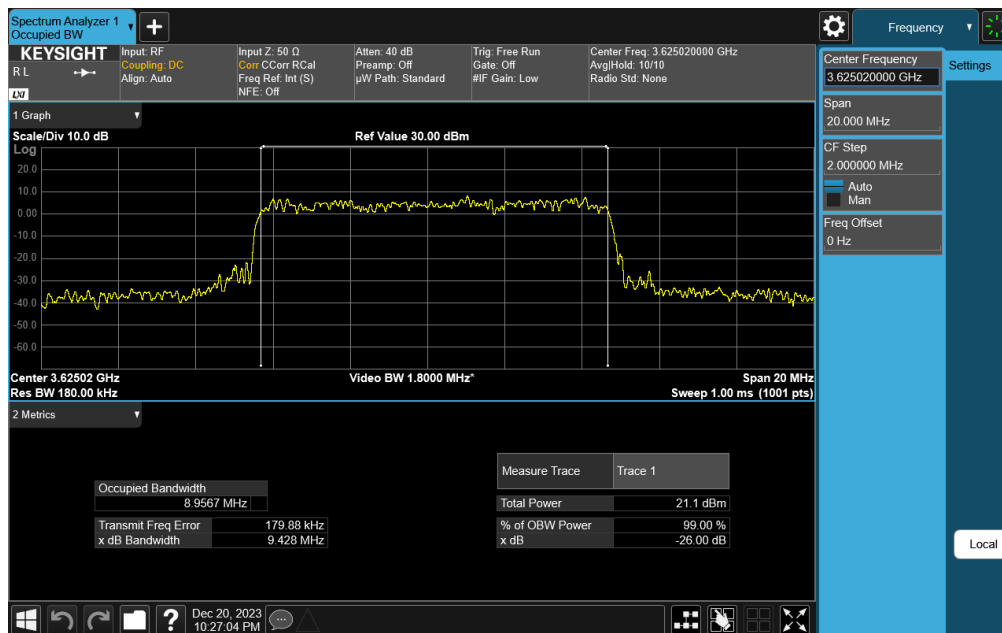 Spectrum Analyzer 1
Occupied BW
Frequency
KEYSIGHT
R L
LXI
Input: RF
Coupling: DC
Align: Auto
Input Z: 50 Ω
Corr CCorr RCal
Freq Ref: Int (S)
NFE: Off
Atten: 40 dB
Preamp: Off
µW Path: Standard
Trig: Free Run
Gate: Off
#IF Gain: Low
Center Freq: 3.625020000 GHz
Avg|Hold: 10/10
Radio Std: None
Center Frequency
3.625020000 GHz
Settings
Span
20.000 MHz
CF Step
2.000000 MHz
Auto
Man
Freq Offset
0 Hz
Local
1 Graph
Scale/Div 10.0 dB
Ref Value 30.00 dBm
Log
20.0
10.0
0.00
-10.0
-20.0
-30.0
-40.0
-50.0
-60.0
Center 3.62502 GHz
Video BW 1.8000 MHz*
Span 20 MHz
Res BW 180.00 kHz
Sweep 1.00 ms (1001 pts)
2 Metrics
Measure Trace
Trace 1
Occupied Bandwidth
8.9567 MHz
Total Power
21.1 dBm
Transmit Freq Error
179.88 kHz
% of OBW Power
99.00 %
x dB Bandwidth
9.428 MHz
x dB
-26.00 dB
?
Dec 20, 2023
10:27:04 PM